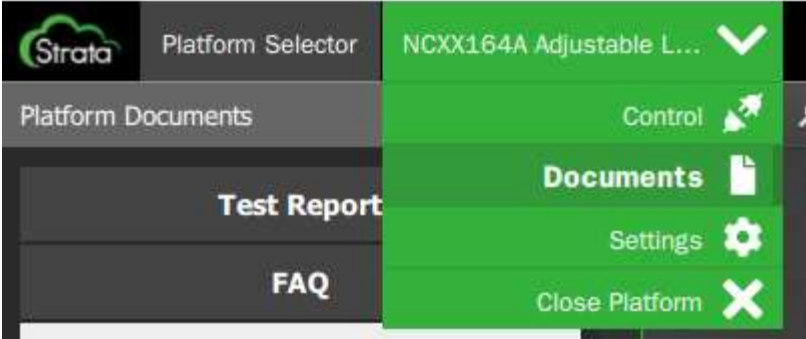 Strata Platform Selector NCXX164A Adjustable L...
Platform Documents
Control
Documents
Test Report
Settings
FAQ
Close Platform